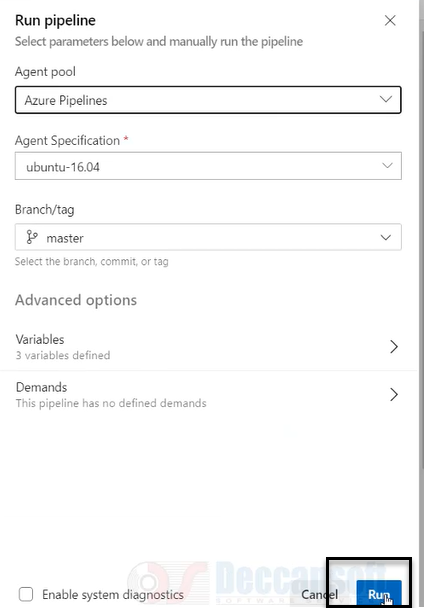 Run pipeline
Select parameters below and manually run the pipeline
Agent pool
Azure Pipelines
Agent Specification *
ubuntu-16.04
Branch/tag
master
Select the branch, commit, or tag
Advanced options
Variables
3 variables defined
Demands
This pipeline has no defined demands
Deccansoft
SOFTWARE
Enable system diagnostics
Cancel
Run